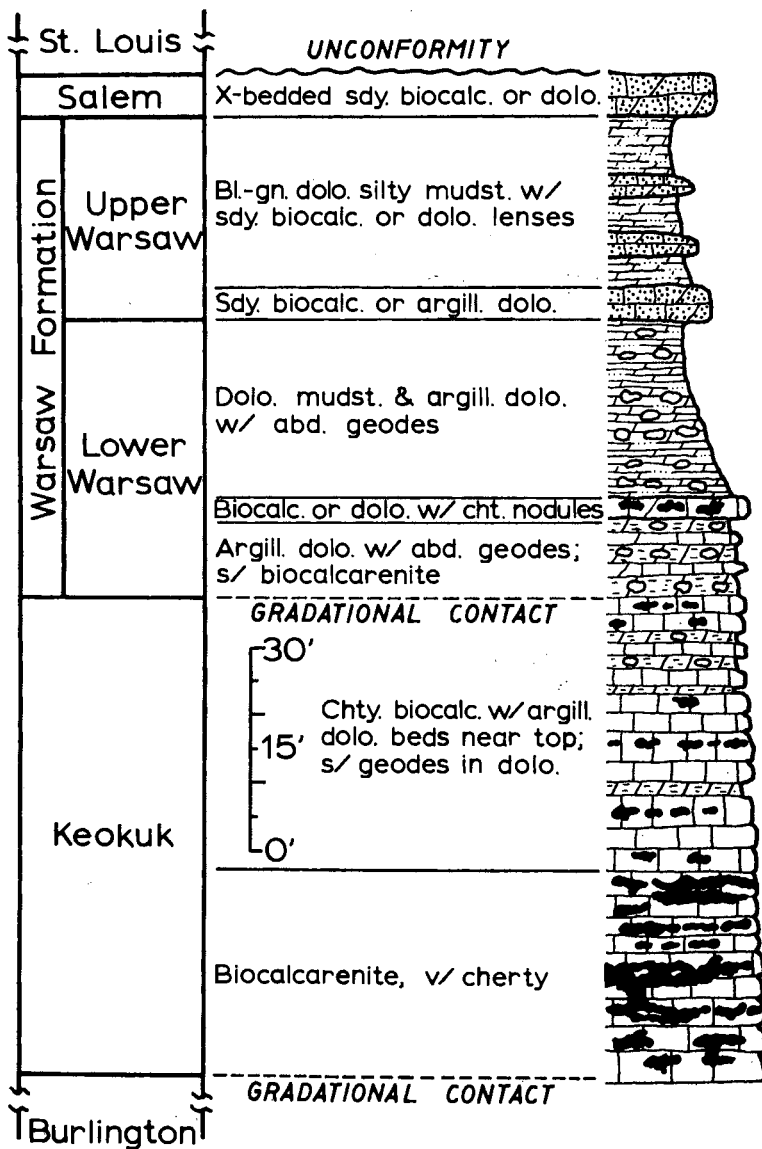 St. Louis
UNCONFORMITY
Salem
X-bedded sdy. biocalc. or dolo.
Warsaw Formation
Upper
Warsaw
Bl.-gn. dolo. silty mudst. w/
sdy. biocalc. or dolo. lenses
Sdy. biocalc. or argill. dolo.
Lower
Warsaw
Dolo. mudst. & argill. dolo.
w/ abd. geodes
Biocalc. or dolo. w/ cht. nodules
Argill. dolo. w/ abd. geodes;
s/ biocalcarenite
GRADATIONAL CONTACT
Keokuk
30'
15'
0'
Chty. biocalc. w/argill.
dolo. beds near top;
s/ geodes in dolo.
Biocalcarenite, v/ cherty
GRADATIONAL CONTACT
Burlington